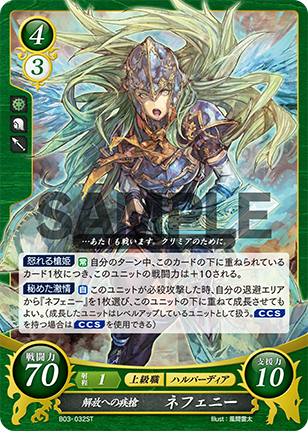 4
3
SAMPLE
…あたしも戦います。クリミアのために。
怒れる槍姫 常 自分のターン中、このカードの下に重ねられている
カード1枚につき、このユニットの戦闘力は＋10される。
秘めた激情 自 このユニットが必殺攻撃した時、自分の退避エリア
から『ネフェニー』を1枚選び、このユニットの下に重ねて成長させても
よい。（成長したユニットはレベルアップしているユニットとして扱う。CCS
を持つ場合は CCS を使用できる）
戦闘力
70
射程
1
上級職
ハルバーディア
支援力
10
解放への疾槍 ネフェニー
B03-032ST
Illust：風間雷太